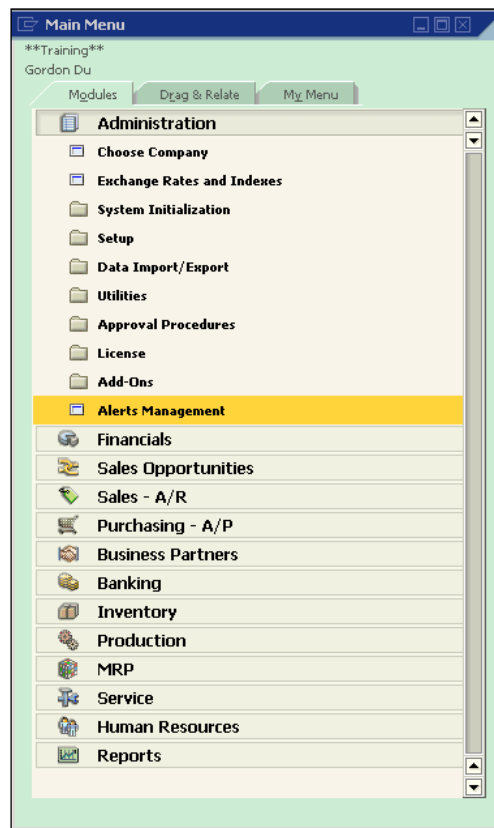 Main Menu
**Training**
Gordon Du
Modules Drag & Relate My Menu
Administration
Choose Company
Exchange Rates and Indexes
System Initialization
Setup
Data Import/Export
Utilities
Approval Procedures
License
Add-Ons
Alerts Management
Financials
Sales Opportunities
Sales - A/R
Purchasing - A/P
Business Partners
Banking
Inventory
Production
MRP
Service
Human Resources
Reports